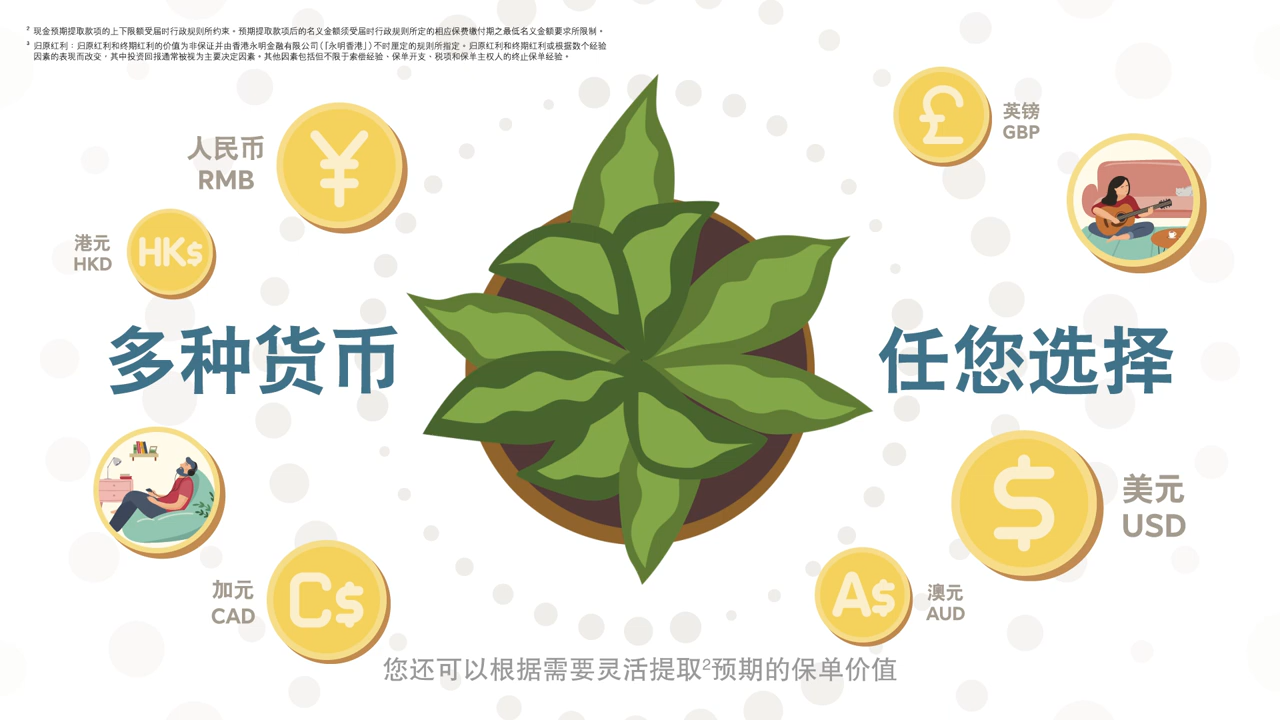 ² 现金预期提取款项的上下限额受届时行政规则所约束。预期提取款项后的名义金额须受届时行政规则所定的相应保费缴付期之最低名义金额要求所限制。
³ 归原红利：归原红利和终期红利的价值为非保证并由香港永明金融有限公司(「永明香港」)不时厘定的规则所指定。归原红利和终期红利或根据数个经验
因素的表现而改变，其中投资回报通常被视为主要决定因素。其他因素包括但不限于索偿经验、保单开支、税项和保单主权人的终止保单经验。
人民币
RMB
¥
£
英镑
GBP
港元
HKD
HK$
多种货币
任您选择
$
美元
USD
加元
CAD
C$
A$
澳元
AUD
您还可以根据需要灵活提取²预期的保单价值